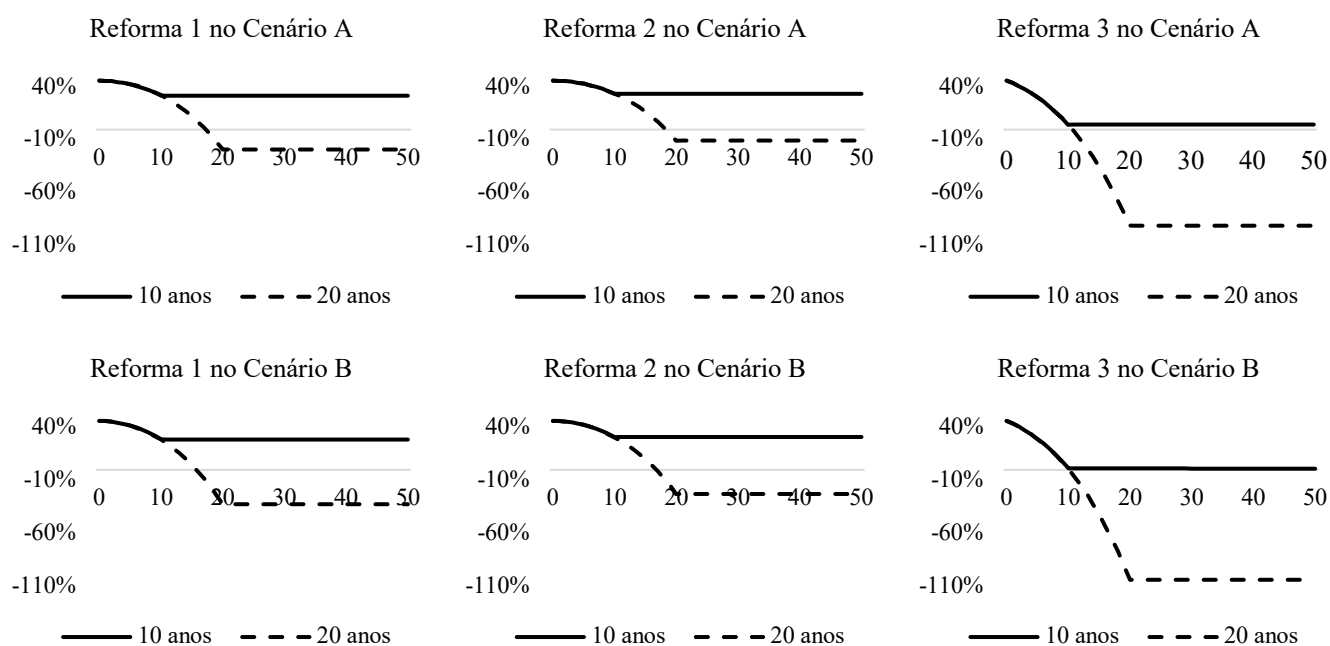 Reforma 1 no Cenário A
40%
-10%
-60%
-110%
0 10 20 30 40 50
10 anos 20 anos
Reforma 2 no Cenário A
40%
-10%
-60%
-110%
0 10 20 30 40 50
10 anos 20 anos
Reforma 3 no Cenário A
40%
-10%
-60%
-110%
0 10 20 30 40 50
10 anos 20 anos
Reforma 1 no Cenário B
40%
-10%
-60%
-110%
0 10 20 30 40 50
10 anos 20 anos
Reforma 2 no Cenário B
40%
-10%
-60%
-110%
0 10 20 30 40 50
10 anos 20 anos
Reforma 3 no Cenário B
40%
-10%
-60%
-110%
0 10 20 30 40 50
10 anos 20 anos